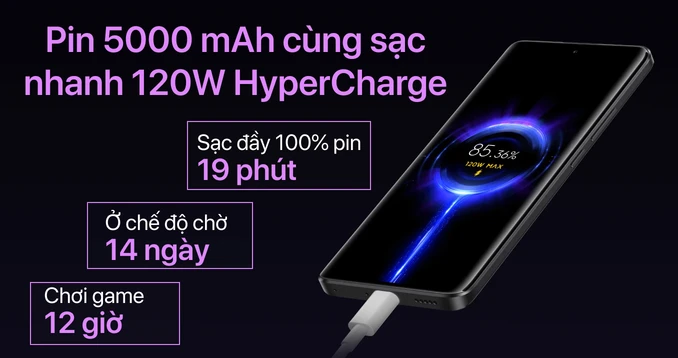 Pin 5000 mAh cùng sạc
nhanh 120W HyperCharge
Sạc đầy 100% pin
19 phút
85.36%
120W MAX
Ở chế độ chờ
14 ngày
Chơi game
12 giờ